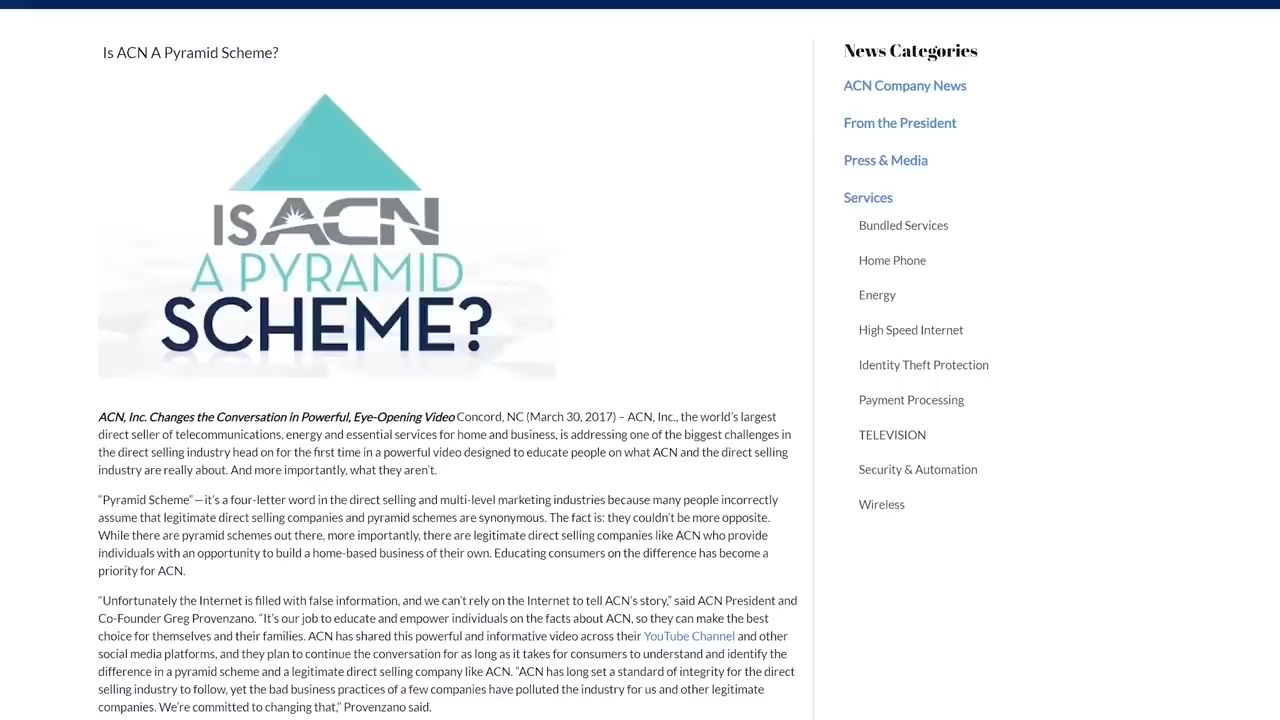 Is ACN A Pyramid Scheme?
IS ACN
A PYRAMID
SCHEME?
ACN, Inc. Changes the Conversation in Powerful, Eye-Opening Video Concord, NC (March 30, 2017) – ACN, Inc., the world's largest
direct seller of telecommunications, energy and essential services for home and business, is addressing one of the biggest challenges in
the direct selling industry head on for the first time in a powerful video designed to educate people on what ACN and the direct selling
industry are really about. And more importantly, what they aren't.
"Pyramid Scheme"—it's a four-letter word in the direct selling and multi-level marketing industries because many people incorrectly
assume that legitimate direct selling companies and pyramid schemes are synonymous. The fact is: they couldn't be more opposite.
While there are pyramid schemes out there, more importantly, there are legitimate direct selling companies like ACN who provide
individuals with an opportunity to build a home-based business of their own. Educating consumers on the difference has become a
priority for ACN.
"Unfortunately the Internet is filled with false information, and we can't rely on the Internet to tell ACN's story," said ACN President and
Co-Founder Greg Provenzano. "It's our job to educate and empower individuals on the facts about ACN, so they can make the best
choice for themselves and their families. ACN has shared this powerful and informative video across their YouTube Channel and other
social media platforms, and they plan to continue the conversation for as long as it takes for consumers to understand and identify the
difference in a pyramid scheme and a legitimate direct selling company like ACN. "ACN has long set a standard of integrity for the direct
selling industry to follow, yet the bad business practices of a few companies have polluted the industry for us and other legitimate
companies. We're committed to changing that," Provenzano said.
News Categories
ACN Company News
From the President
Press & Media
Services
Bundled Services
Home Phone
Energy
High Speed Internet
Identity Theft Protection
Payment Processing
TELEVISION
Security & Automation
Wireless